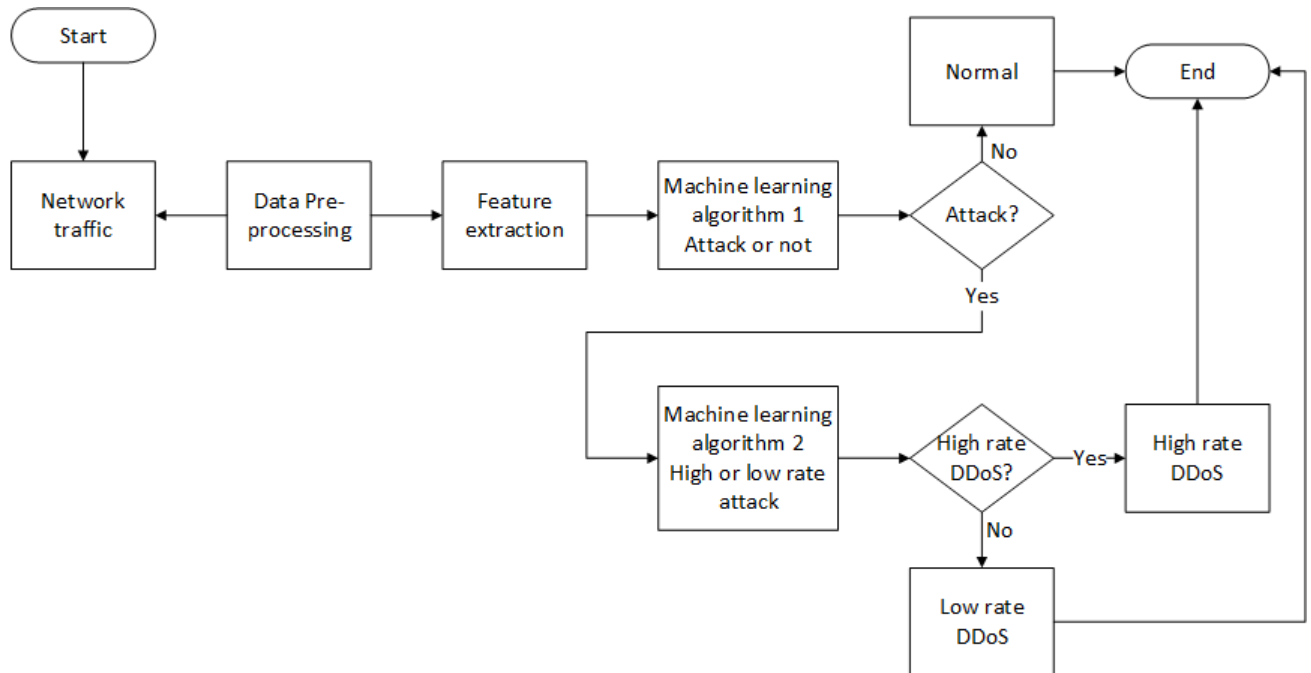 Start
Normal
End
No
Network
traffic
Data Pre-
processing
Feature
extraction
Machine learning
algorithm 1
Attack or not
Attack?
Yes
Machine learning
algorithm 2
High or low rate
attack
High rate
DDoS?
Yes
High rate
DDoS
No
Low rate
DDoS